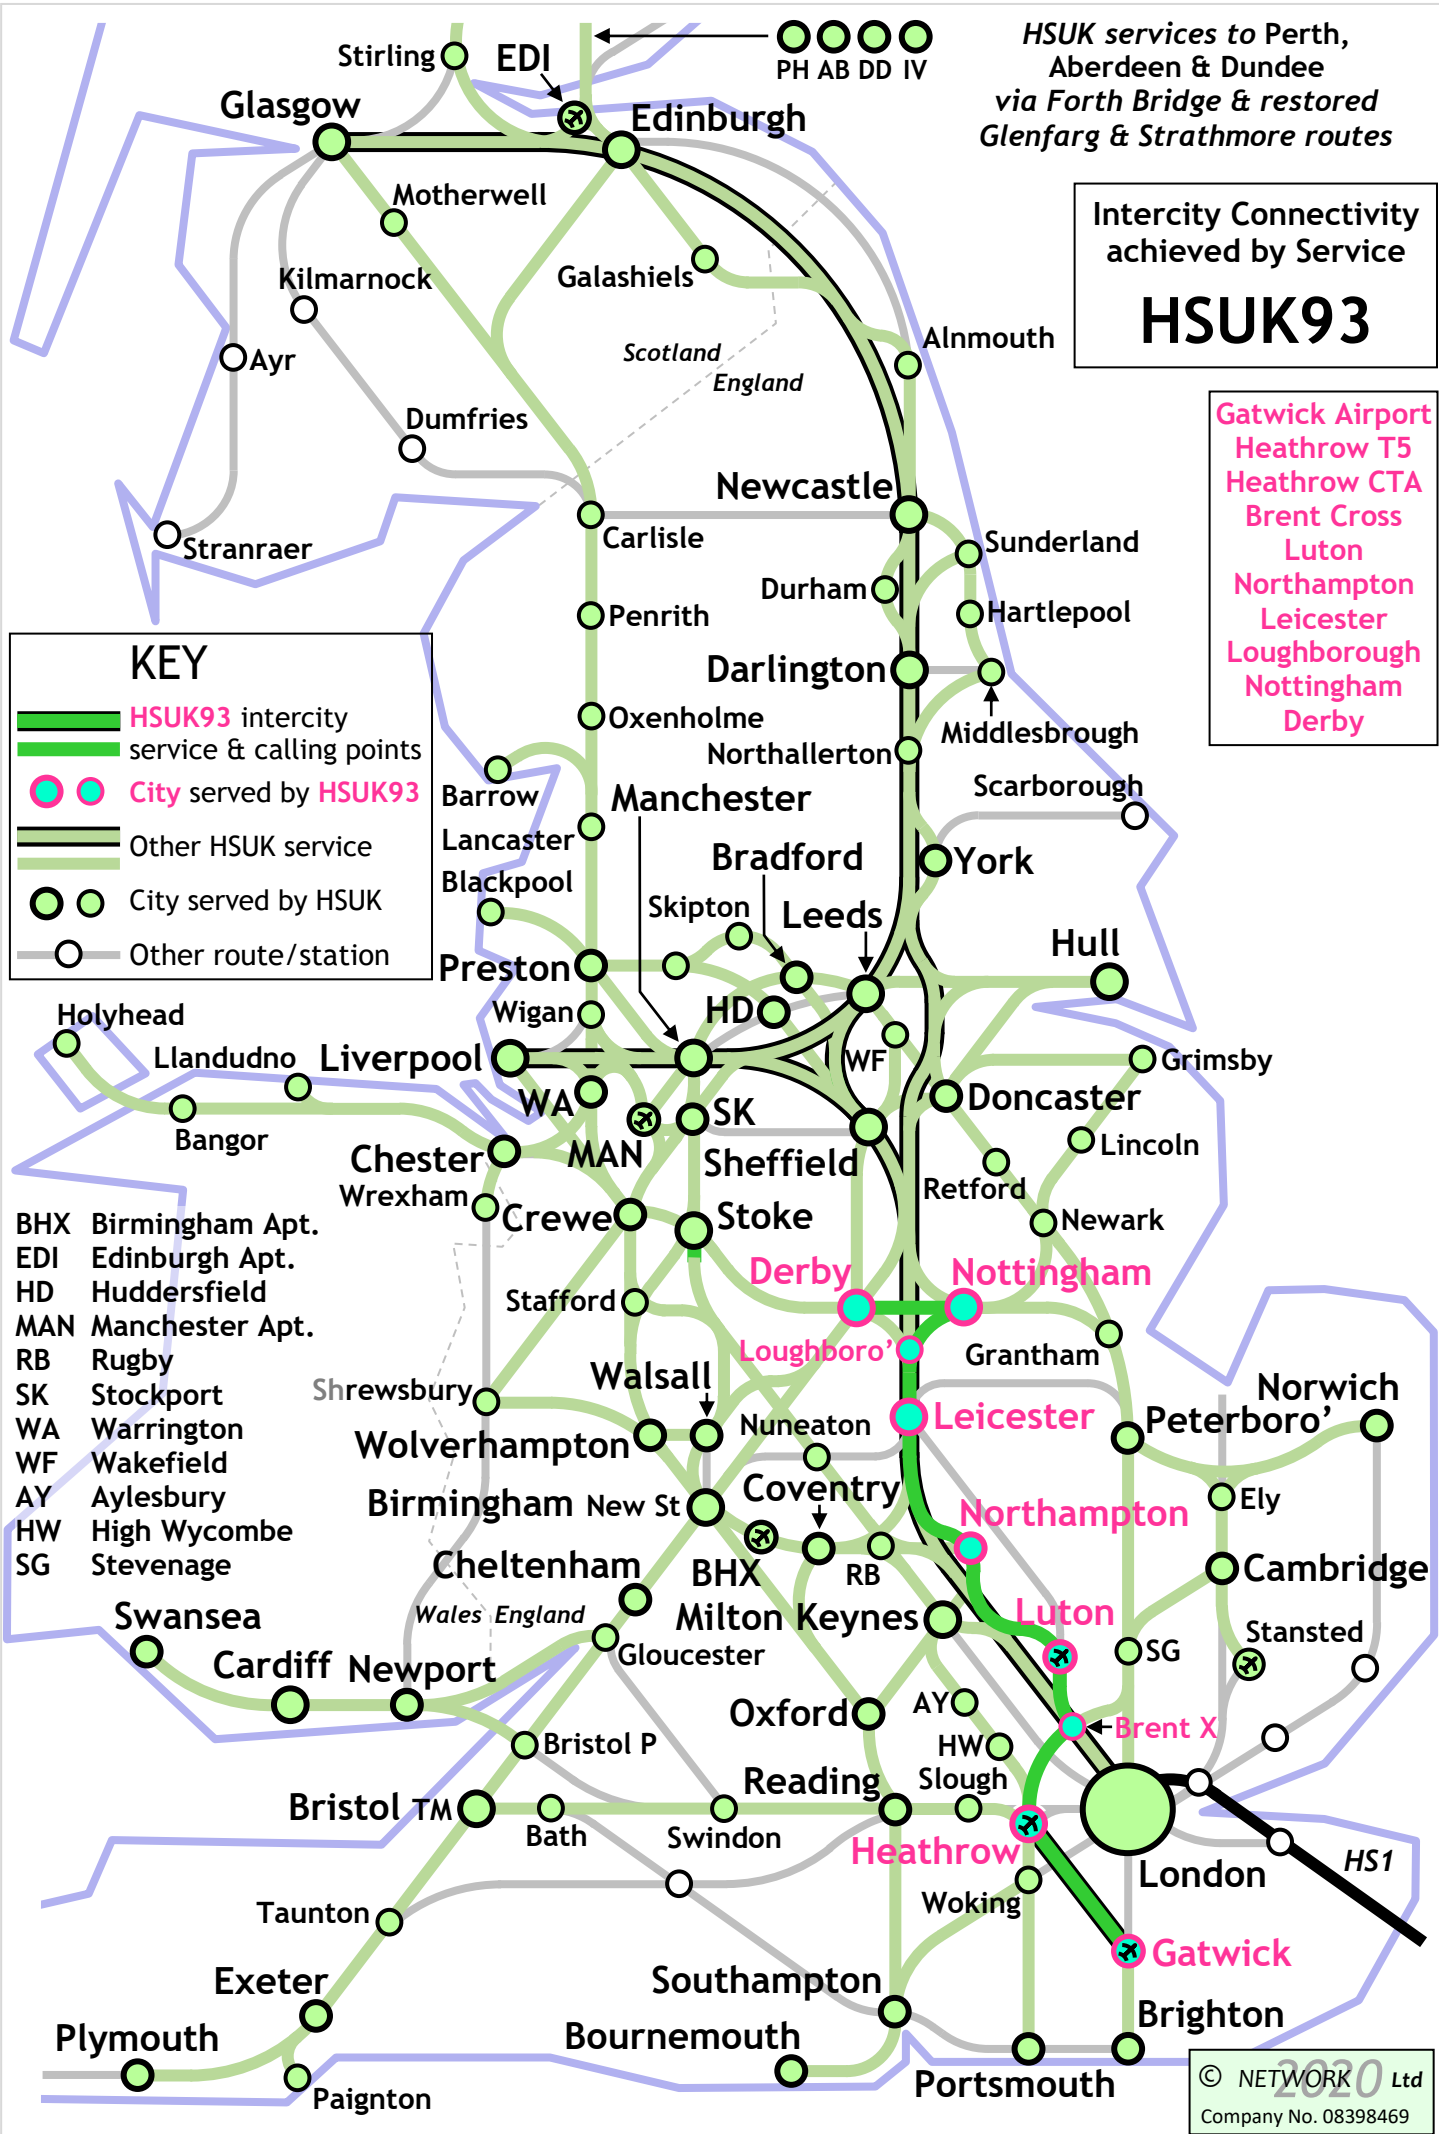 HSUK services to Perth,
Aberdeen & Dundee
via Forth Bridge & restored
Glenfarg & Strathmore routes
PH AB DD IV
Stirling
EDI
Glasgow
Edinburgh
Intercity Connectivity
achieved by Service
HSUK93
Motherwell
Galashiels
Kilmarnock
Ayr
Alnmouth
Scotland
England
Dumfries
Gatwick Airport
Heathrow T5
Heathrow CTA
Brent Cross
Luton
Northampton
Leicester
Loughborough
Nottingham
Derby
Newcastle
Carlisle
Stranraer
Sunderland
Durham
Penrith
Hartlepool
Darlington
Oxenholme
Middlesbrough
Northallerton
KEY
HSUK93 intercity
service & calling points
City served by HSUK93
Other HSUK service
City served by HSUK
Other route/station
Barrow
Manchester
Scarborough
Lancaster
Bradford
York
Blackpool
Skipton
Leeds
Hull
Preston
Wigan
HD
Holyhead
Llandudno
Liverpool
WF
Grimsby
WA
SK
Doncaster
Bangor
MAN
Chester
Sheffield
Lincoln
Wrexham
Retford
Crewe
Stoke
Newark
BHX Birmingham Apt.
EDI Edinburgh Apt.
HD Huddersfield
MAN Manchester Apt.
RB Rugby
SK Stockport
WA Warrington
WF Wakefield
AY Aylesbury
HW High Wycombe
SG Stevenage
Derby
Nottingham
Stafford
Loughboro'
Grantham
Walsall
Shrewsbury
Norwich
Leicester
Peterboro'
Nuneaton
Wolverhampton
Coventry
Ely
Birmingham New St
Northampton
BHX
RB
Cambridge
Cheltenham
Wales England
Milton Keynes
Luton
Swansea
Stansted
Gloucester
SG
Cardiff
Newport
AY
Oxford
Brent X
Bristol P
HW
Reading
Slough
Bristol TM
Bath
Swindon
Heathrow
London
HS1
Woking
Taunton
Gatwick
Exeter
Southampton
Brighton
Plymouth
Bournemouth
Portsmouth
Paignton
© NETWORK 2020 Ltd
Company No. 08398469